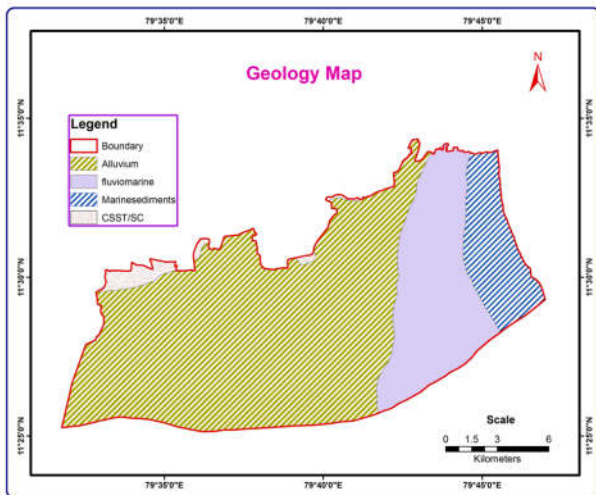 79°35'0"E 79°40'0"E 79°45'0"E
Geology Map
N
11°35'0"N 11°35'0"N
Legend
Boundary
Alluvium
fluviomarine
Marinesediments
CSST/SC
11°30'0"N 11°30'0"N
Scale
0 1.5 3 6
Kilometers
11°25'0"N 11°25'0"N
79°35'0"E 79°40'0"E 79°45'0"E